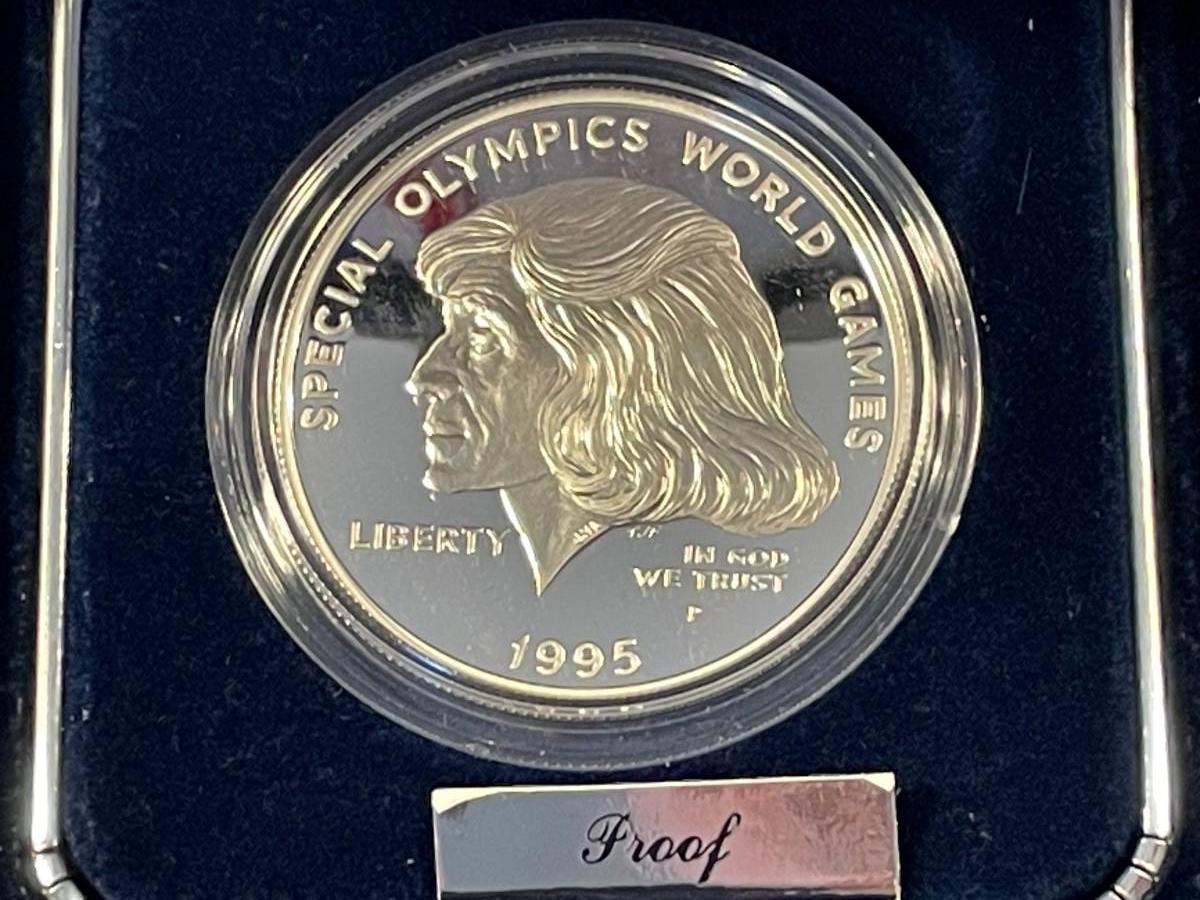 SPECIAL OLYMPICS WORLD GAMES
LIBERTY
IN GOD
WE TRUST
P
1995
Proof